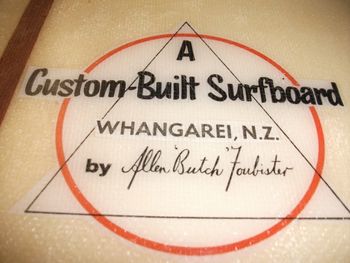 A
Custom-Built Surfboard
WHANGAREI, N.Z.
by Allen 'Butch' Foubister